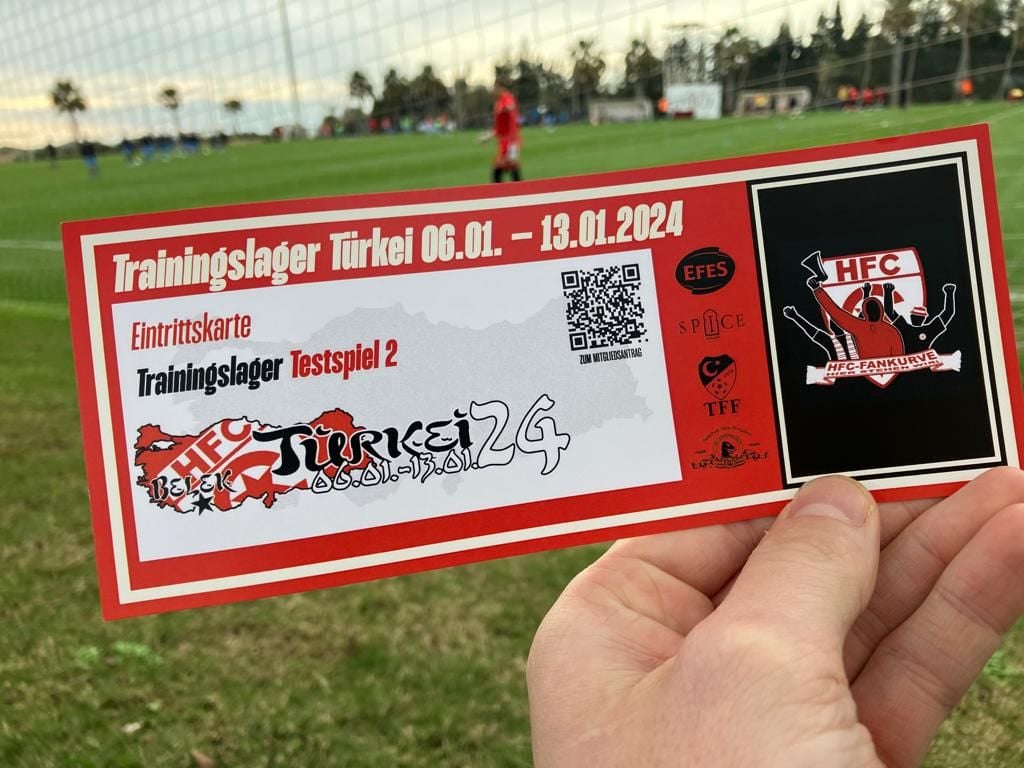 Trainingslager Türkei 06.01. – 13.01.2024
Eintrittskarte
Trainingslager Testspiel 2
ZUM MITGLIEDSANTRAG
HFC
BELEK
TÜRKEI 24
06.01.-13.01.
EFES
SPICE
TFF
HFC
HFC-FANKURVE